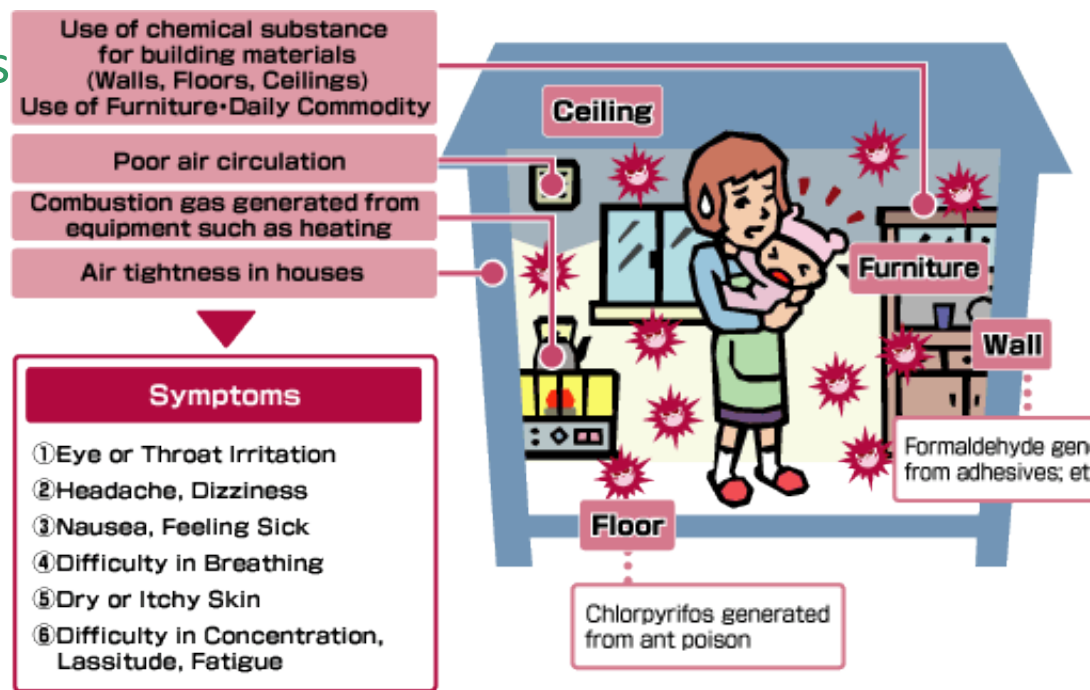 Use of chemical substance
for building materials
(Walls, Floors, Ceilings)
Use of Furniture•Daily Commodity
Poor air circulation
Combustion gas generated from
equipment such as heating
Air tightness in houses
Symptoms
①Eye or Throat Irritation
②Headache, Dizziness
③Nausea, Feeling Sick
④Difficulty in Breathing
⑤Dry or Itchy Skin
⑥Difficulty in Concentration,
Lassitude, Fatigue
Ceiling
Furniture
Wall
Formaldehyde
from adhesives;
Floor
Chlorpyrifos generated
from ant poison